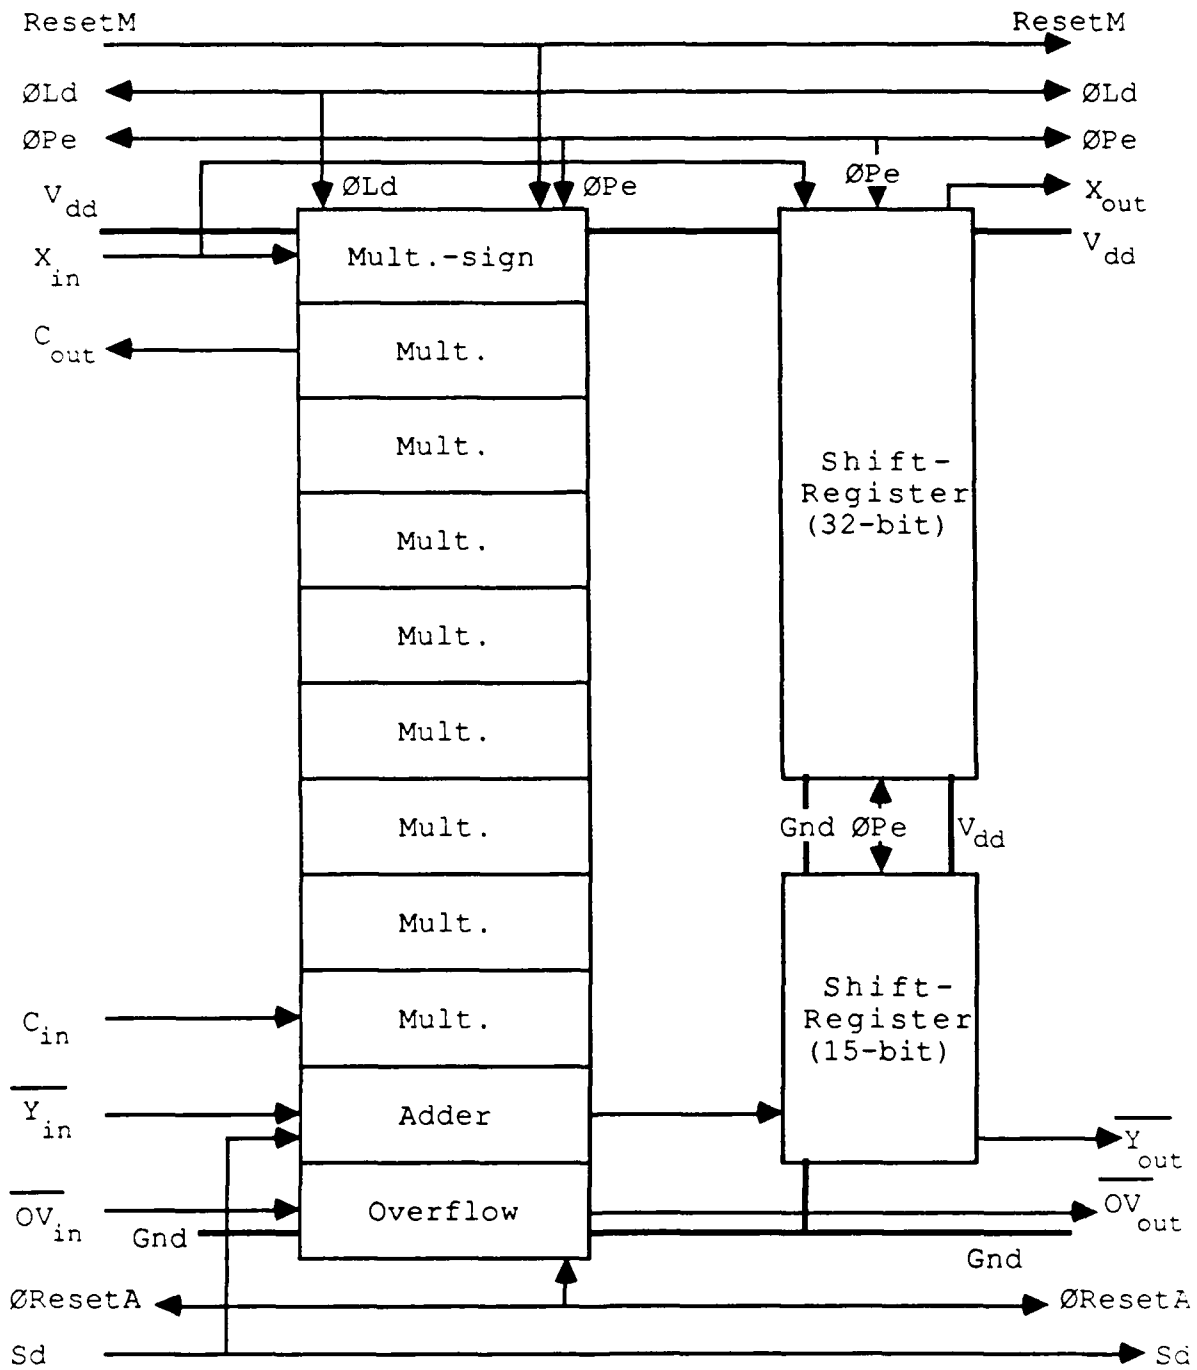 ResetM ResetM
ØLd ØLd
ØPe ØPe
ØLd ØPe ØPe
V dd X out
X in Mult.-sign V dd
C out Mult.
Mult.
Mult.
Mult.
Mult.
Mult.
Mult.
Shift-
Register
(32-bit)
Gnd ØPe V dd
C in Mult.
Shift-
Register
(15-bit)
Y in Adder Y out
OV in Overflow OV out
Gnd Gnd
ØResetA ØResetA
Sd Sd